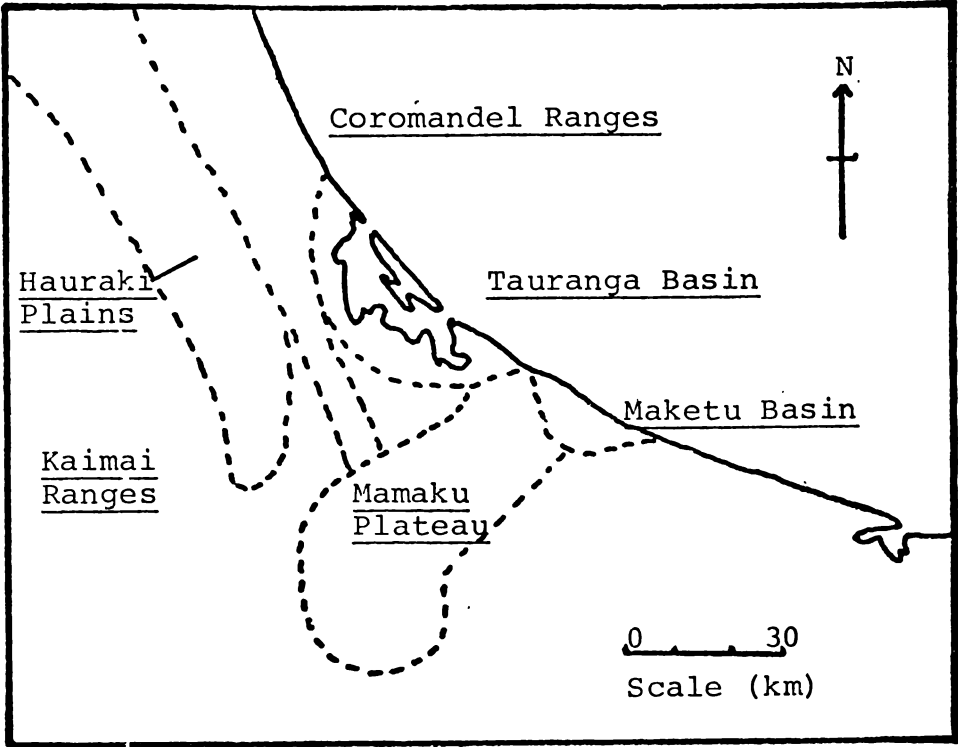 N
Coromandel Ranges
Hauraki
Plains
Tauranga Basin
Maketu Basin
Kaimai
Ranges
Mamaku
Plateau
0 30
Scale (km)